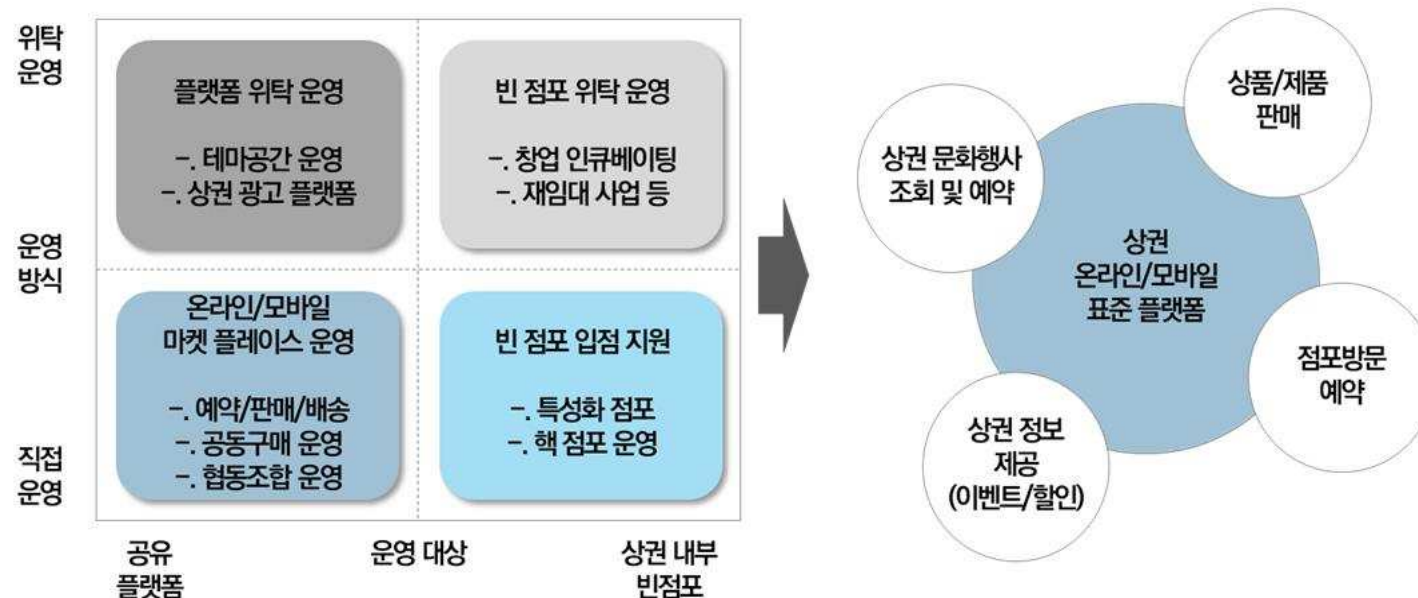 위탁
운영
플랫폼 위탁 운영
-. 테마공간 운영
-. 상권 광고 플랫폼
빈 점포 위탁 운영
-. 창업 인큐베이팅
-. 재임대 사업 등
운영
방식
온라인/모바일
마켓 플레이스 운영
-. 예약/판매/배송
-. 공동구매 운영
-. 협동조합 운영
빈 점포 입점 지원
-. 특성화 점포
-. 핵 점포 운영
직접
운영
공유
플랫폼
운영 대상
상권 내부
빈점포
상품/제품
판매
상권 문화행사
조회 및 예약
상권
온라인/모바일
표준 플랫폼
점포방문
예약
상권 정보
제공
(이벤트/할인)